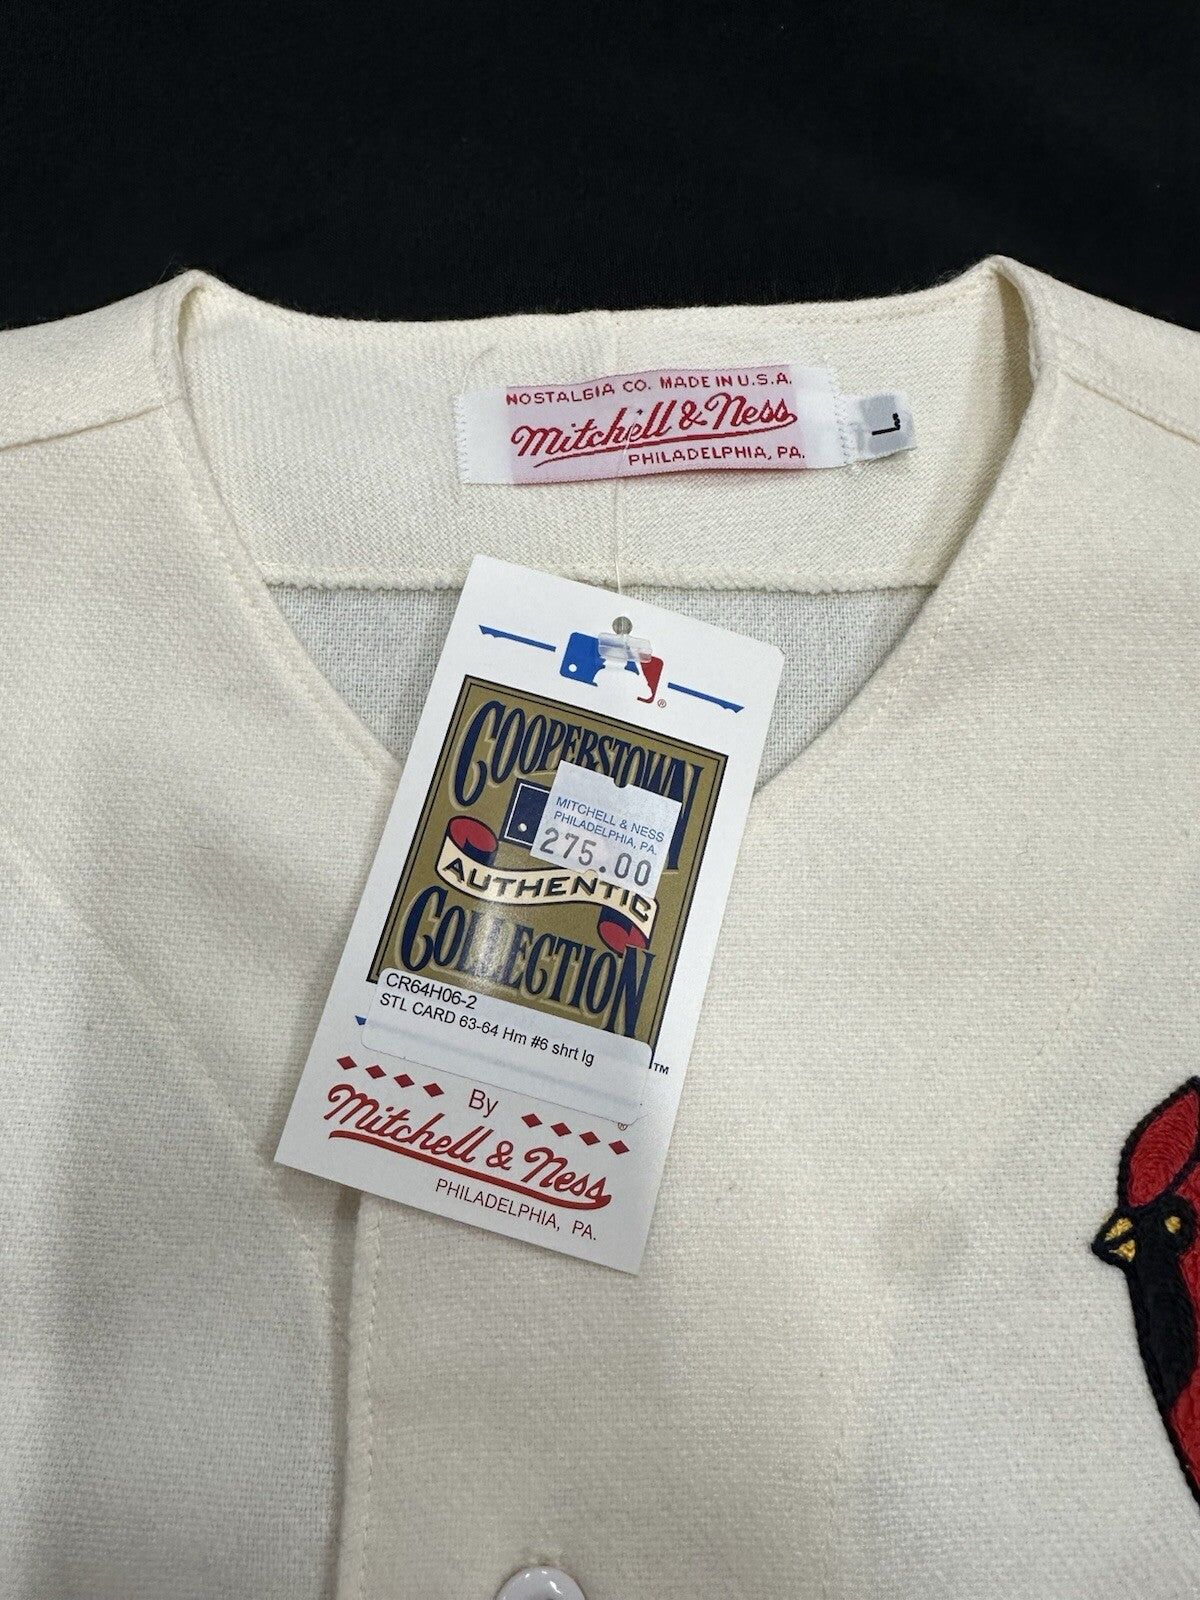 NOSTALGIA CO. MADE IN U.S.A.
Mitchell & Ness
PHILADELPHIA, PA.
L
®
COOPERSTOWN
MITCHELL & NESS
PHILADELPHIA, PA.
275.00
AUTHENTIC
COLLECTION
CR64H06-2
STL CARD 63-64 Hm #6 shrt lg
TM
By
Mitchell & Ness®
PHILADELPHIA, PA.